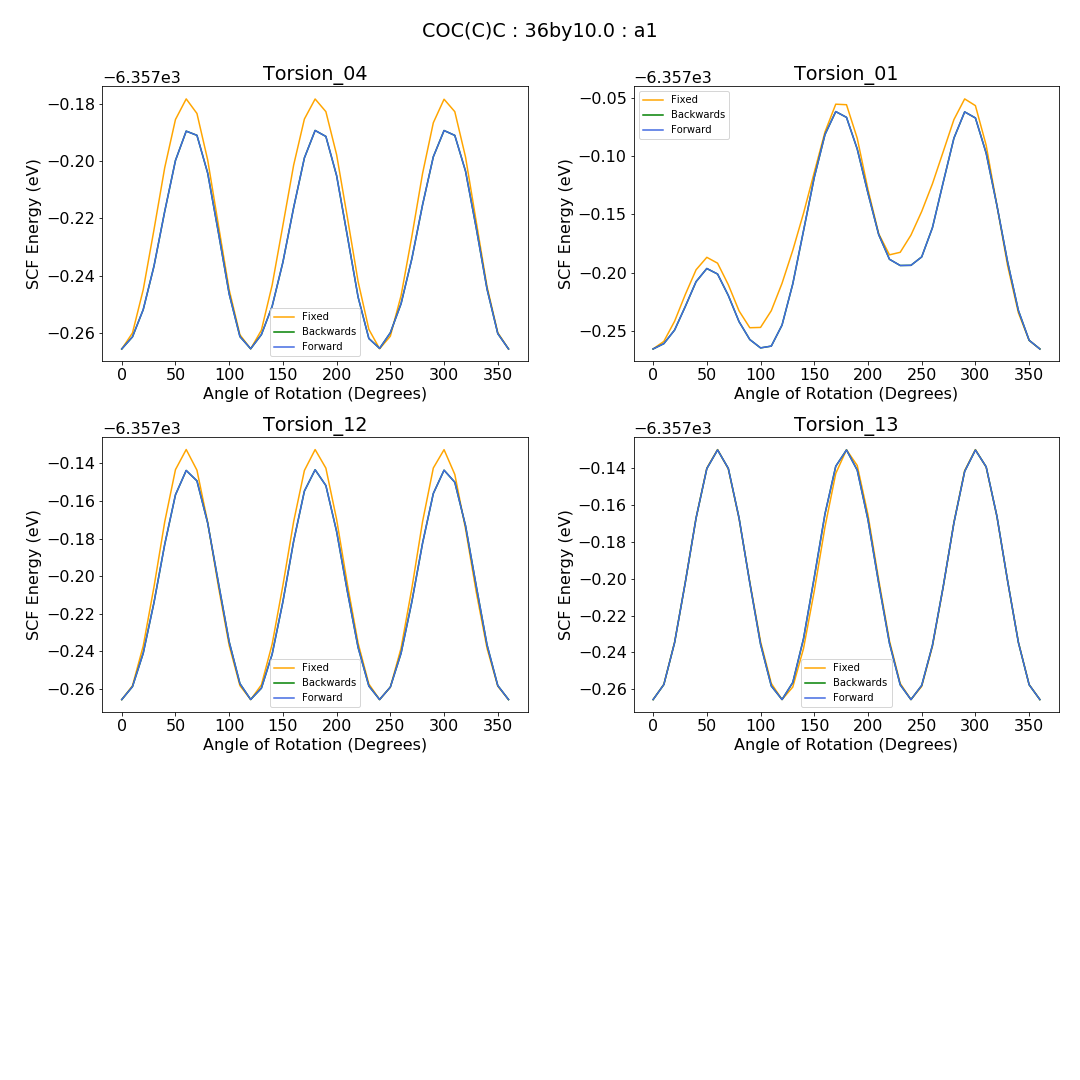 COC(C)C : 36by10.0 : a1
−6.357e3
Torsion_04
SCF Energy (eV)
−0.18
−0.20
−0.22
−0.24
−0.26
Fixed
Backwards
Forward
0 50 100 150 200 250 300 350
Angle of Rotation (Degrees)
−6.357e3
Torsion_01
SCF Energy (eV)
−0.05
−0.10
−0.15
−0.20
−0.25
Fixed
Backwards
Forward
0 50 100 150 200 250 300 350
Angle of Rotation (Degrees)
−6.357e3
Torsion_12
SCF Energy (eV)
−0.14
−0.16
−0.18
−0.20
−0.22
−0.24
−0.26
Fixed
Backwards
Forward
0 50 100 150 200 250 300 350
Angle of Rotation (Degrees)
−6.357e3
Torsion_13
SCF Energy (eV)
−0.14
−0.16
−0.18
−0.20
−0.22
−0.24
−0.26
Fixed
Backwards
Forward
0 50 100 150 200 250 300 350
Angle of Rotation (Degrees)